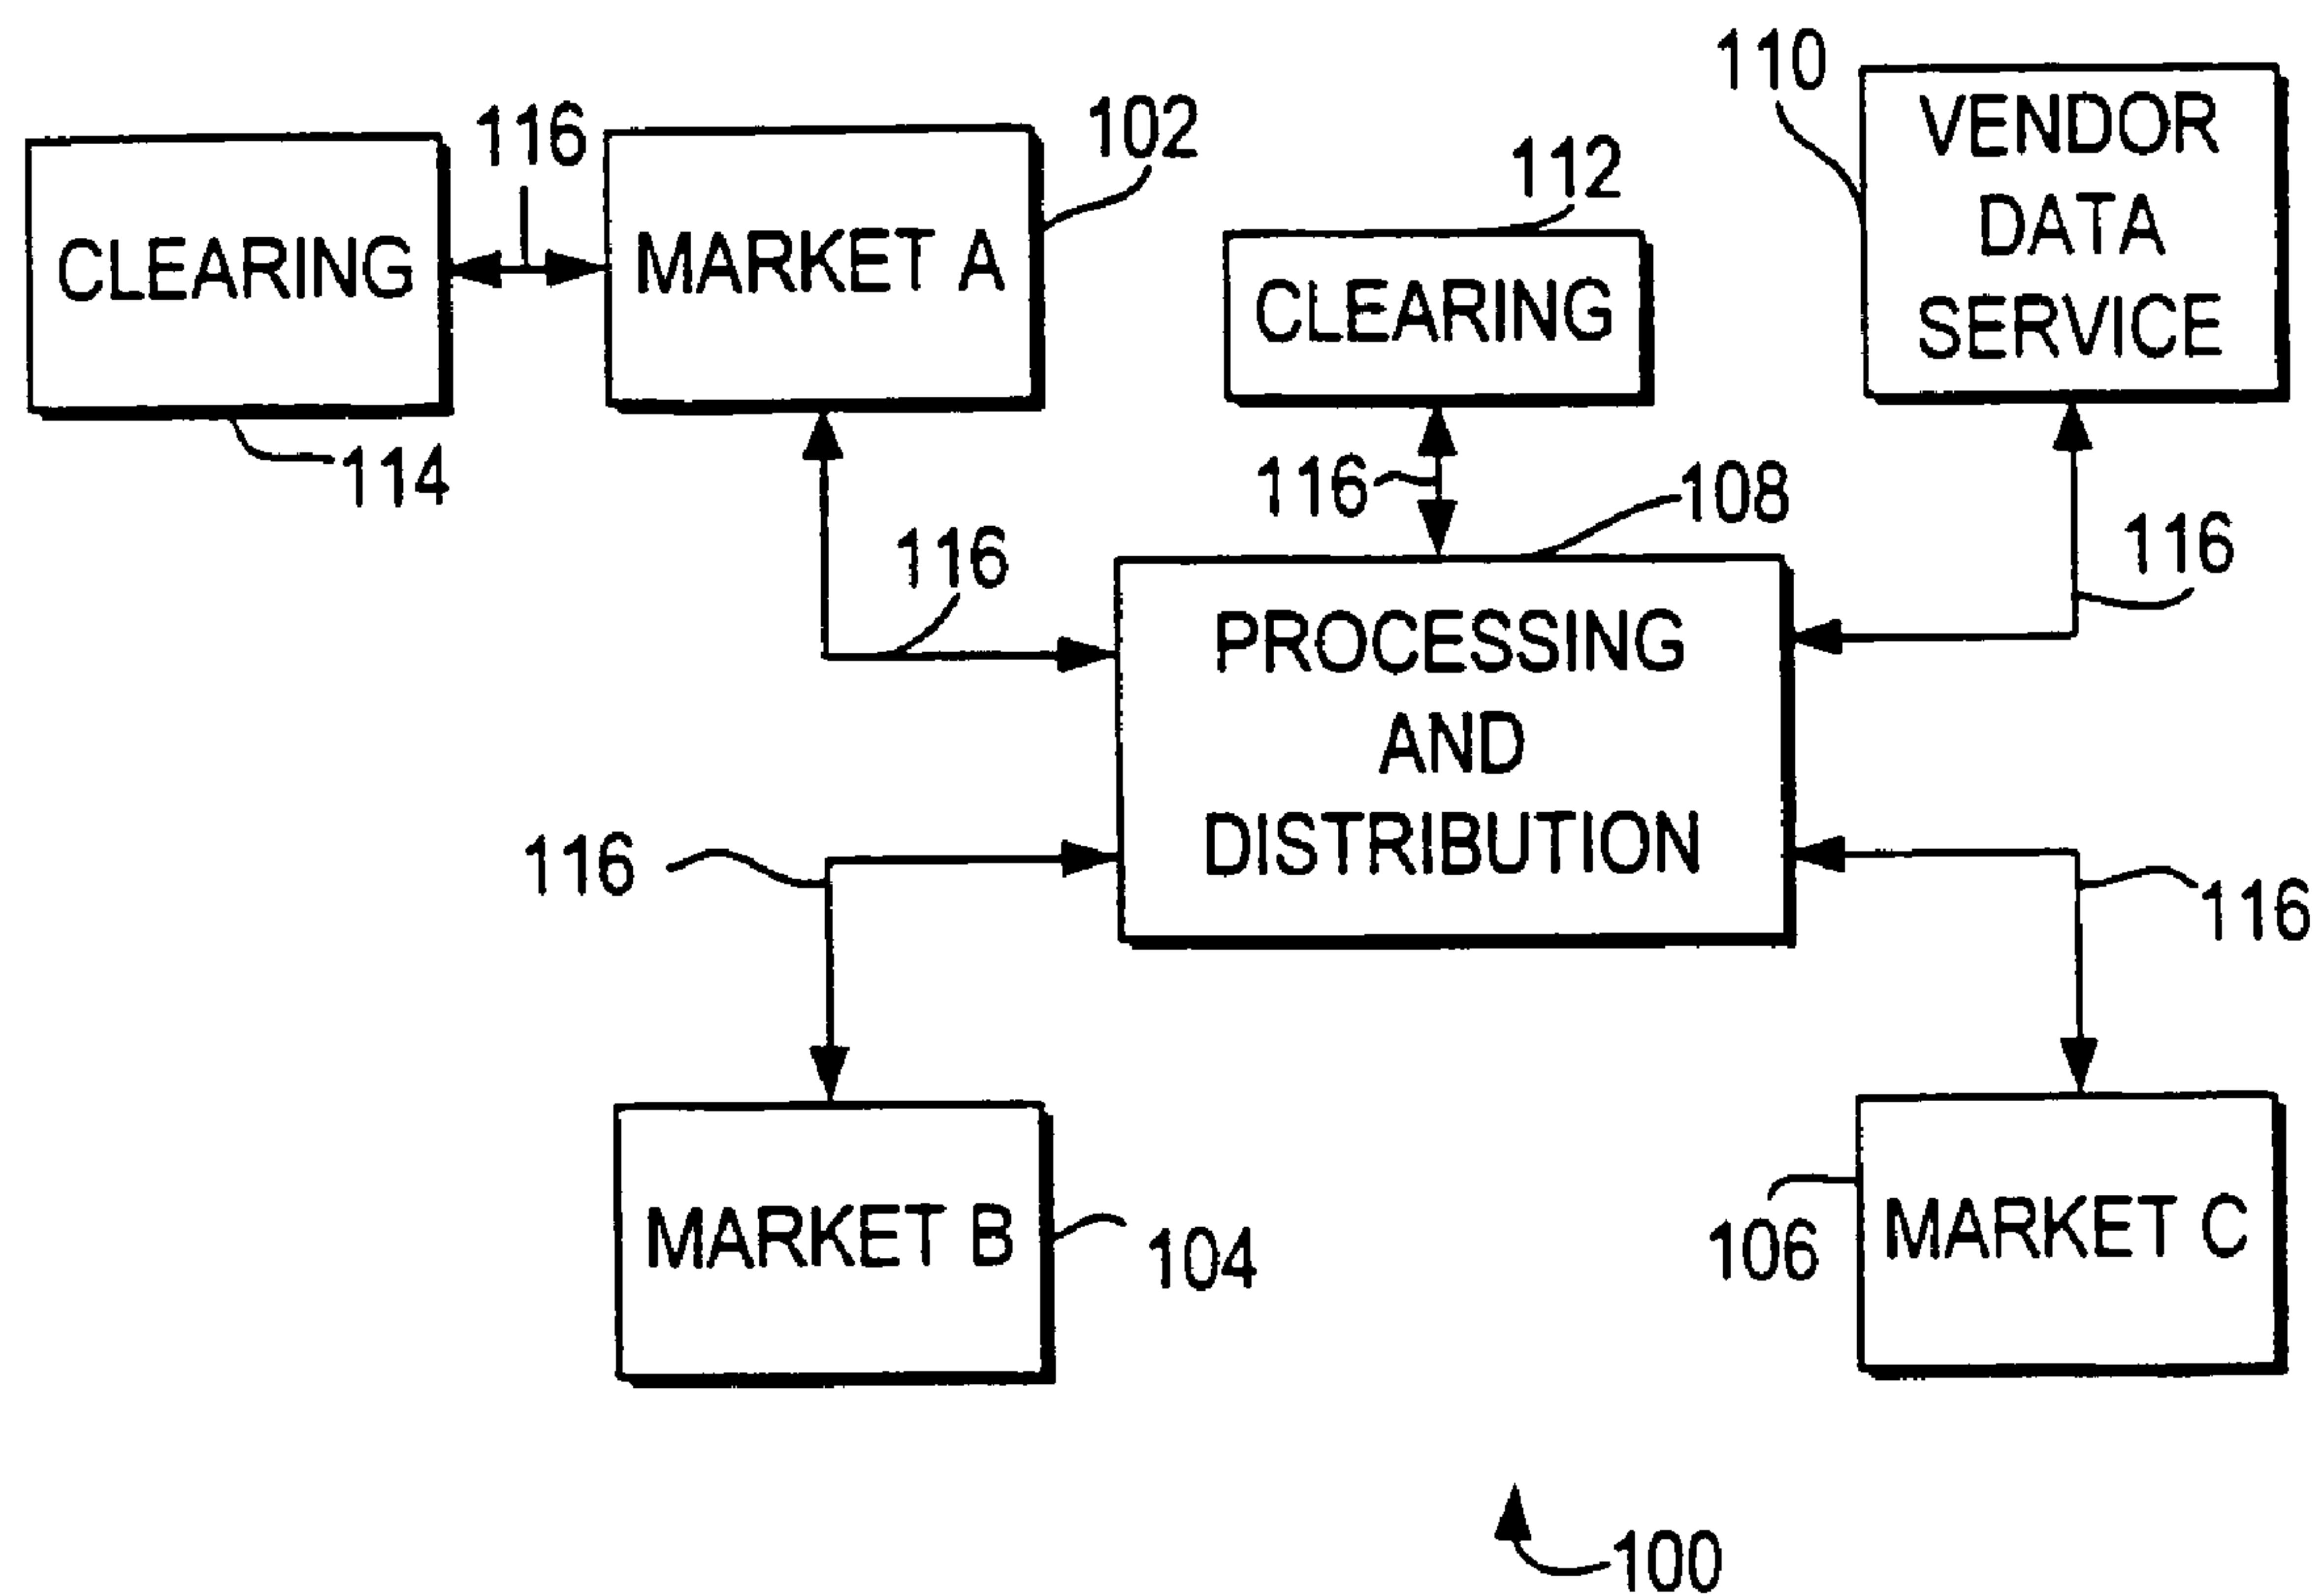 110
VENDOR
DATA
SERVICE
116
102
112
CLEARING
MARKET A
CLEARING
114
116
108
116
116
PROCESSING
AND
DISTRIBUTION
116
116
MARKET B
104
106
MARKET C
100